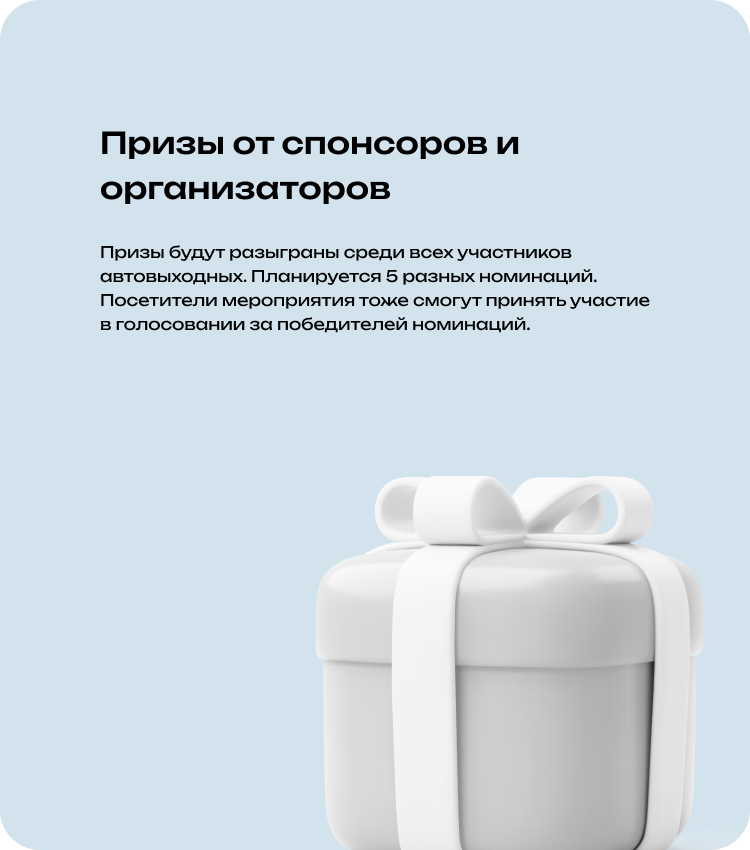 Призы от спонсоров и
организаторов
Призы будут разыграны среди всех участников
автовыходных. Планируется 5 разных номинаций.
Посетители мероприятия тоже смогут принять участие
в голосовании за победителей номинаций.